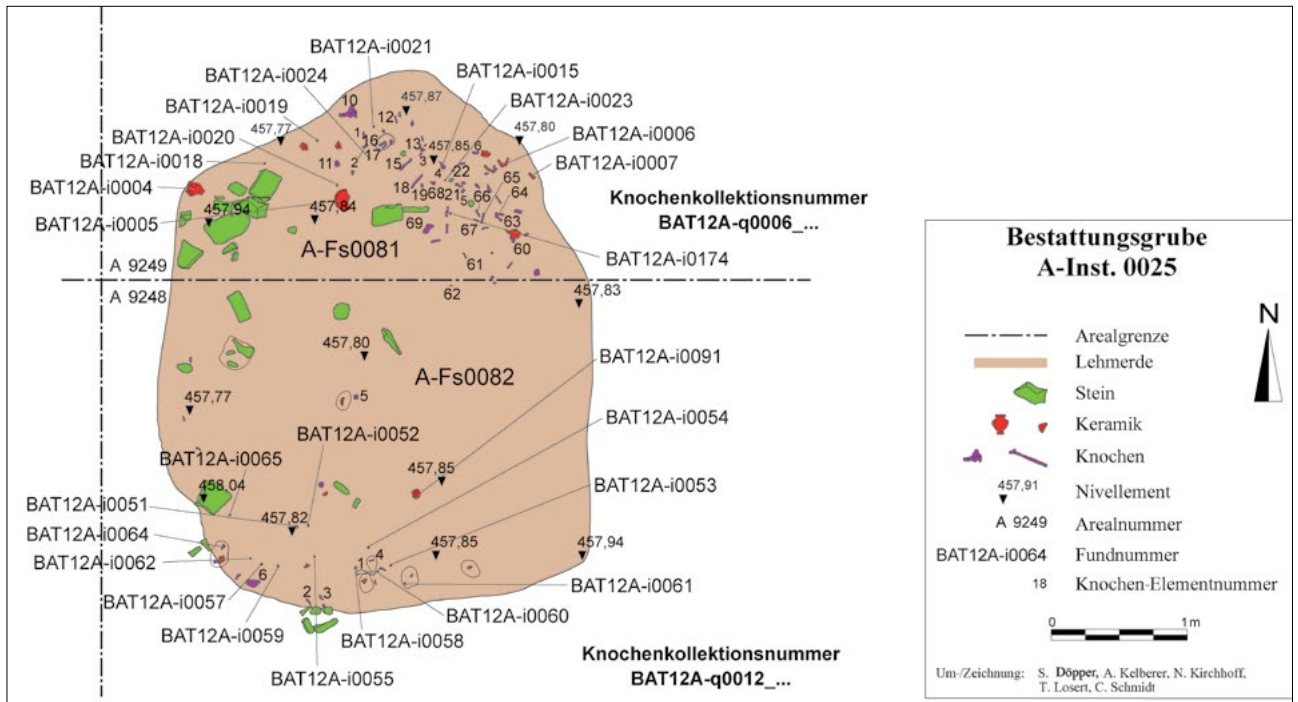 BAT12A-i0021
BAT12A-i0024
BAT12A-i0015
BAT12A-i0019
BAT12A-i0023
BAT12A-i0020
BAT12A-i0006
BAT12A-i0018
BAT12A-i0007
BAT12A-i0004
BAT12A-i0005
10
12
457,87
457,77
457,80
1
16
13
457,85
6
17
15
3
11
2
4
22
65
18
19
68
21
5
66
64
457,94
457,84
69
67
63
60
A-Fs0081
61
62
Knochenkollektionsnummer
BAT12A-q0006_...
BAT12A-i0174
A 9249
A 9248
457,83
457,80
BAT12A-i0091
A-Fs0082
457,77
5
BAT12A-i0054
BAT12A-i0052
BAT12A-i0065
457,85
BAT12A-i0053
458,04
BAT12A-i0051
457,82
BAT12A-i0064
457,85
457,94
BAT12A-i0062
4
1
6
BAT12A-i0061
BAT12A-i0057
2
3
BAT12A-i0060
BAT12A-i0059
BAT12A-i0058
BAT12A-i0055
Knochenkollektionsnummer
BAT12A-q0012_...
Bestattungsgrube
A-Inst. 0025
N
Arealgrenze
Lehmerde
Stein
Keramik
Knochen
457,91
Nivellement
A 9249
Arealnummer
BAT12A-i0064
Fundnummer
18
Knochen-Elementnummer
0
1 m
Um-/Zeichnung: S. Döpper, A. Kelberer, N. Kirchhoff,
T. Losert, C. Schmidt